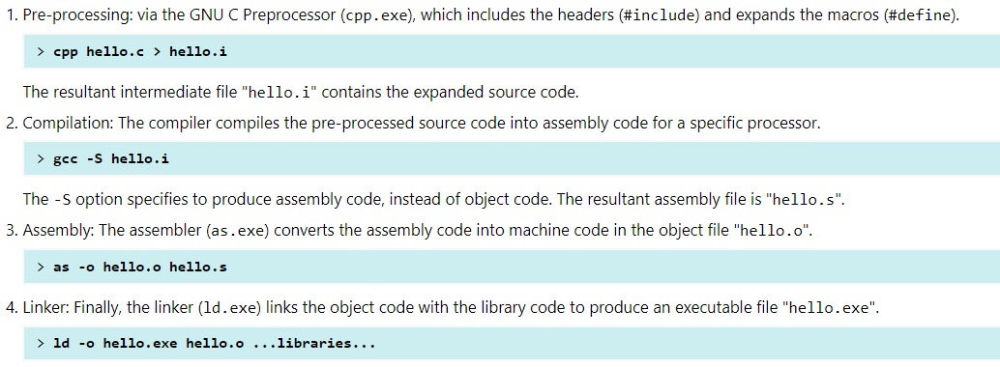 1. Pre-processing: via the GNU C Preprocessor (cpp.exe), which includes the headers (#include) and expands the macros (#define).
> cpp hello.c > hello.i
The resultant intermediate file "hello.i" contains the expanded source code.
2. Compilation: The compiler compiles the pre-processed source code into assembly code for a specific processor.
> gcc -S hello.i
The -S option specifies to produce assembly code, instead of object code. The resultant assembly file is "hello.s".
3. Assembly: The assembler (as.exe) converts the assembly code into machine code in the object file "hello.o".
> as -o hello.o hello.s
4. Linker: Finally, the linker (ld.exe) links the object code with the library code to produce an executable file "hello.exe".
> ld -o hello.exe hello.o ...libraries...